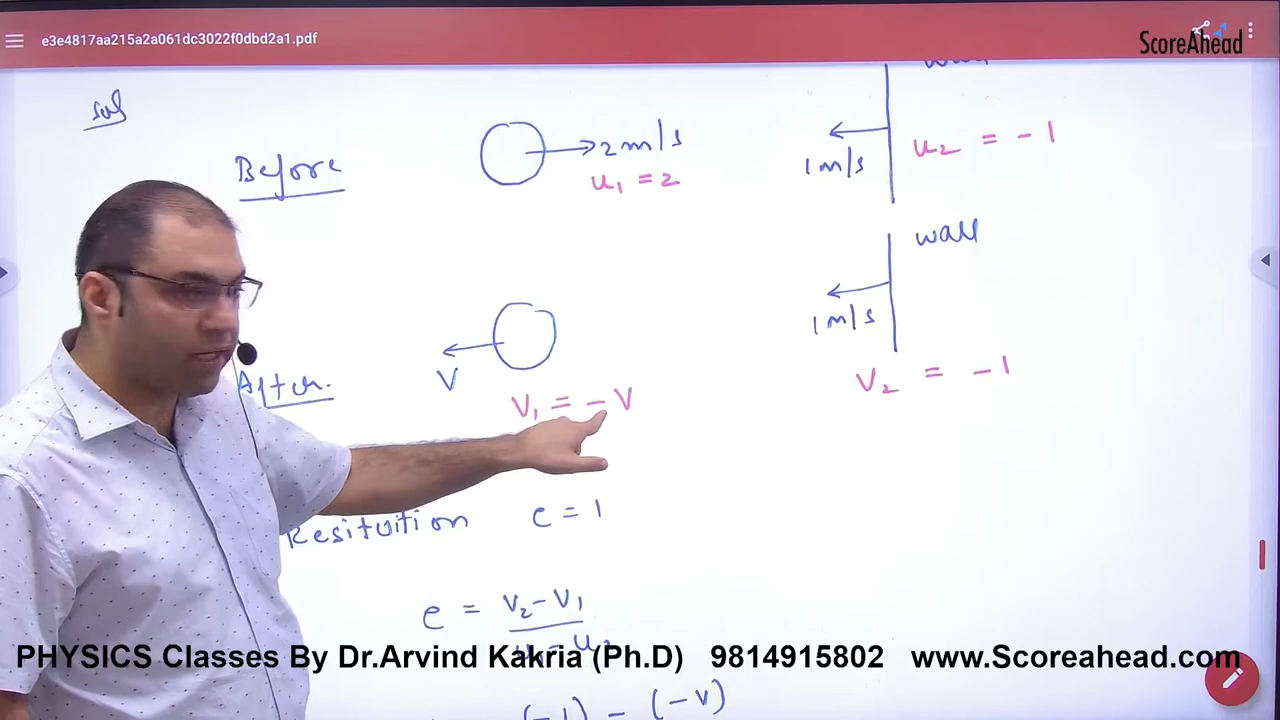 e3e4817aa215a2a061dc3022f0dbd2a1.pdf
ScoreAhead
sol
Before
2 m/s
u₁ = 2
1 m/s
u₂ = - 1
wall
1 m/s
v₂ = - 1
After.
V
V₁ = - V
Resituition e = 1
e = V₂ - V₁
PHYSICS Classes By Dr.Arvind Kakria (Ph.D) 9814915802 www.Scoreahead.com
(-1) - (-V)